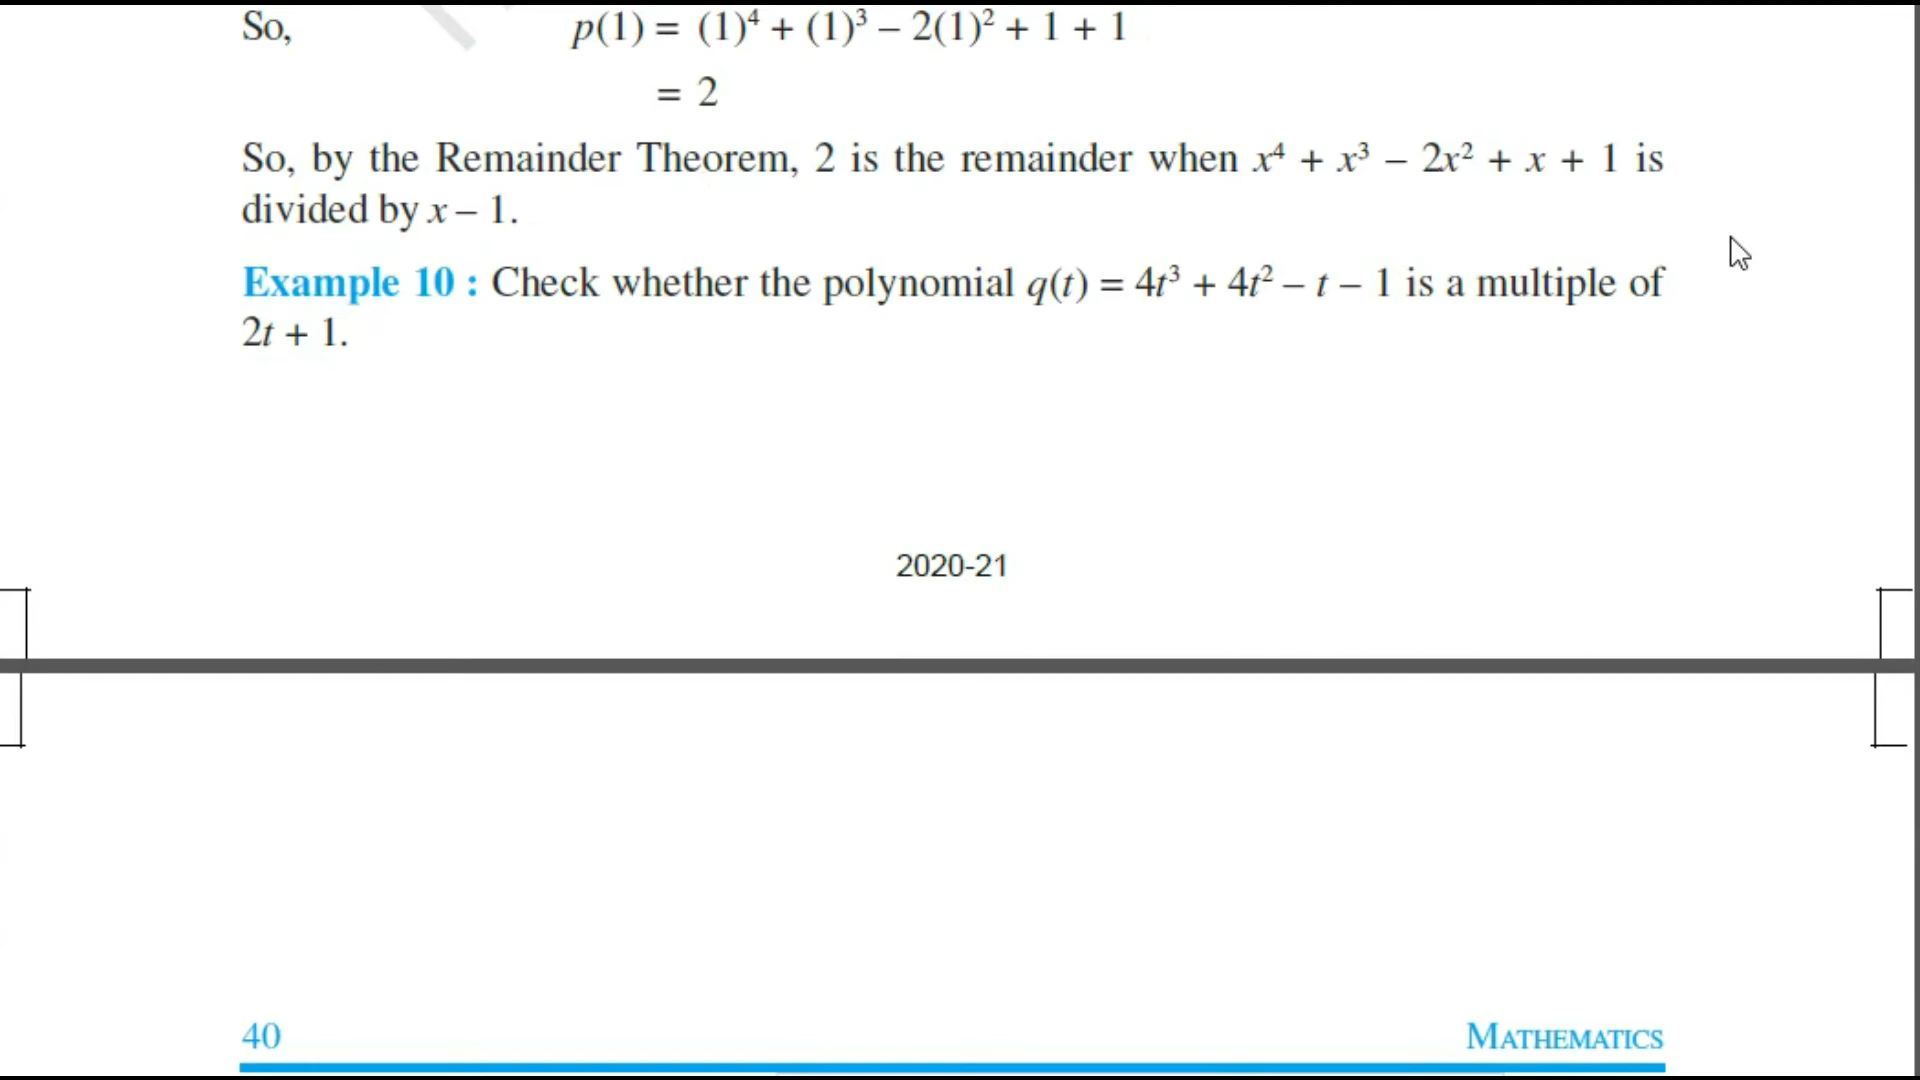 So, p(1) = (1)⁴ + (1)³ – 2(1)² + 1 + 1
= 2
So, by the Remainder Theorem, 2 is the remainder when x⁴ + x³ – 2x² + x + 1 is
divided by x – 1.
Example 10 : Check whether the polynomial q(t) = 4t³ + 4t² – t – 1 is a multiple of
2t + 1.
2020-21
40 MATHEMATICS